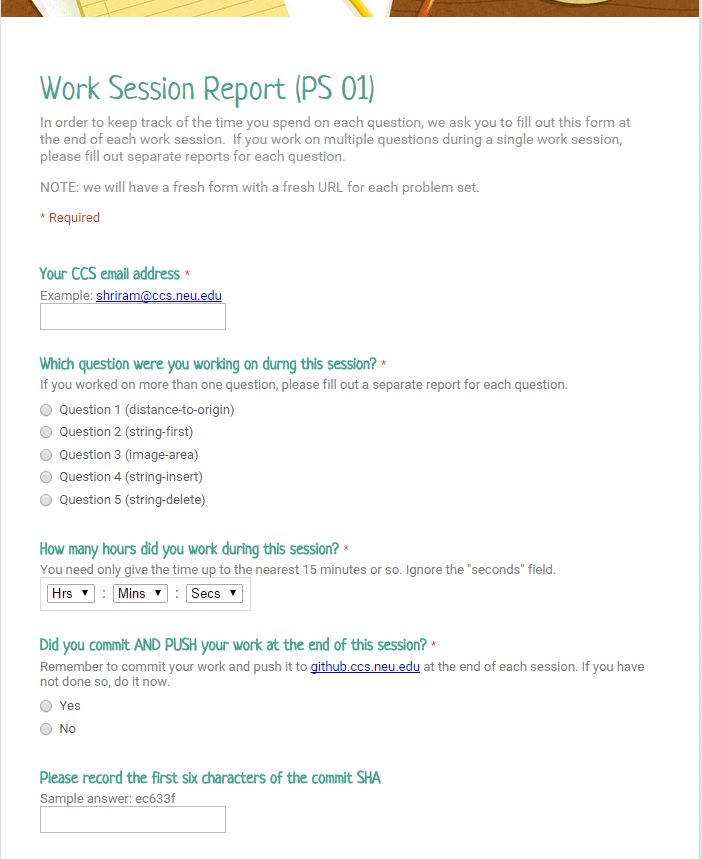 Work Session Report (PS 01)
In order to keep track of the time you spend on each question, we ask you to fill out this form at
the end of each work session.  If you work on multiple questions during a single work session,
please fill out separate reports for each question.
NOTE: we will have a fresh form with a fresh URL for each problem set.
* Required
Your CCS email address *
Example: shriram@ccs.neu.edu
Which question were you working on durng this session? *
If you worked on more than one question, please fill out a separate report for each question.
Question 1 (distance-to-origin)
Question 2 (string-first)
Question 3 (image-area)
Question 4 (string-insert)
Question 5 (string-delete)
How many hours did you work during this session? *
You need only give the time up to the nearest 15 minutes or so. Ignore the "seconds" field.
Hrs : Mins : Secs
Did you commit AND PUSH your work at the end of this session? *
Remember to commit your work and push it to github.ccs.neu.edu at the end of each session. If you have
not done so, do it now.
Yes
No
Please record the first six characters of the commit SHA
Sample answer: ec633f